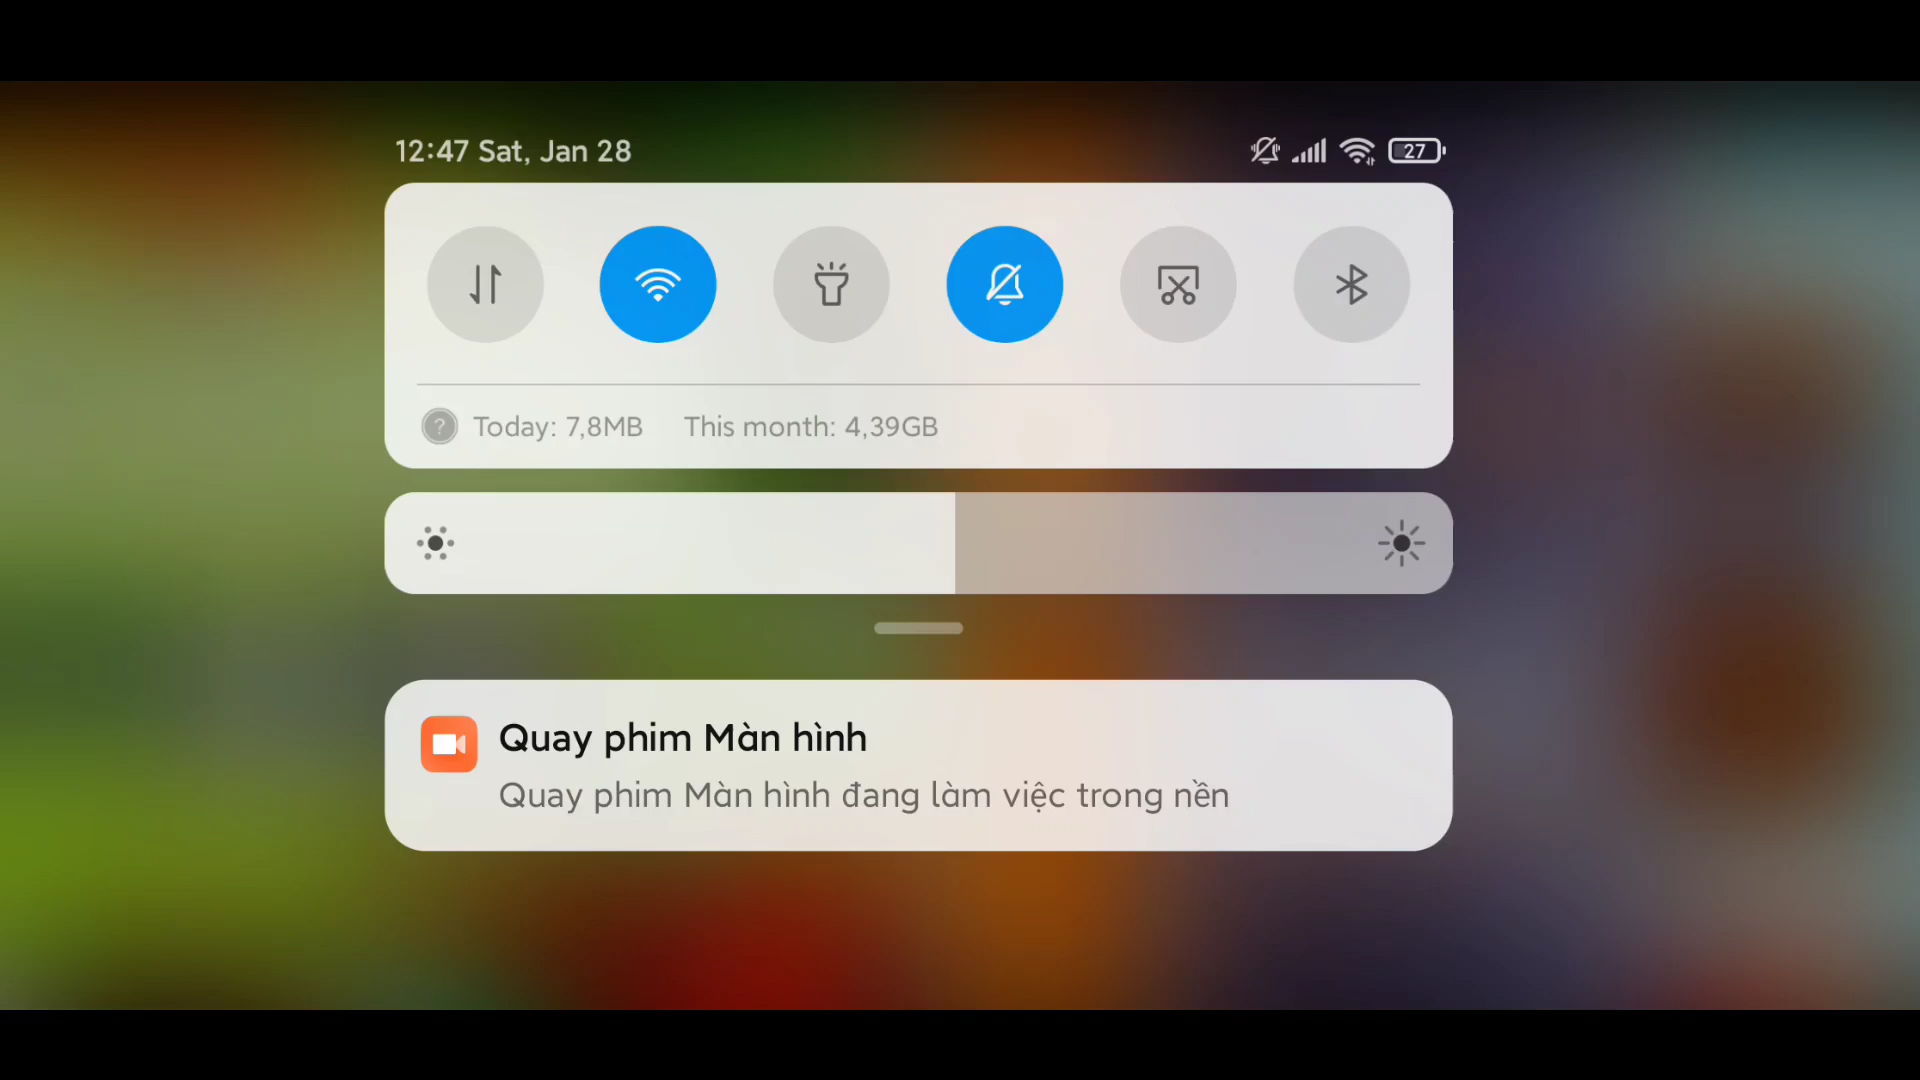 12:47 Sat, Jan 28
27
? Today: 7,8MB This month: 4,39GB
Quay phim Màn hình
Quay phim Màn hình đang làm việc trong nền